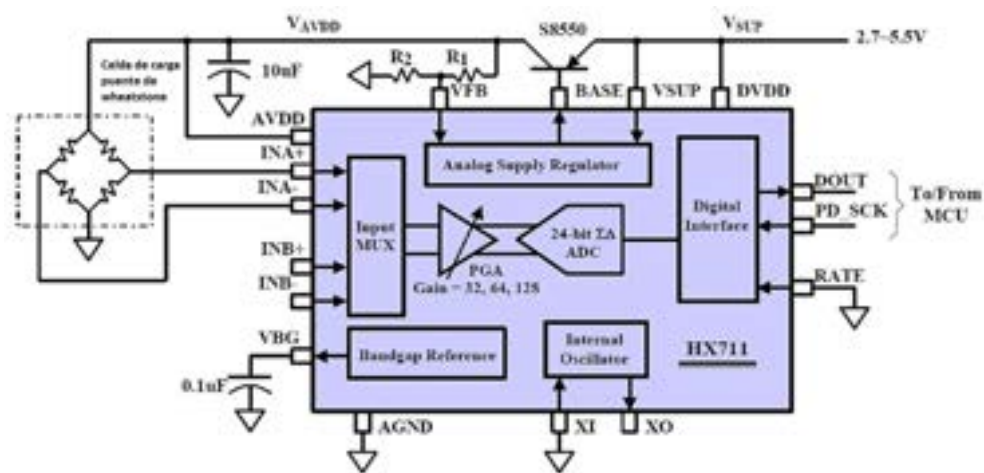 V_AVDD
S8550
V_SUP
2.7~5.5V
Celda de carga
puente de
wheatstone
10nF
R2
R1
VFB
BASE
VSUP
DVDD
AVDD
INA+
INA-
INB+
INB-
VBG
0.1uF
Analog Supply Regulator
Input
MUX
PGA
Gain = 32, 64, 128
24-bit ΣΔ
ADC
Digital
Interface
DOUT
PD_SCK
To/From
MCU
RATE
Bandgap Reference
Internal
Oscillator
HX711
AGND
XI
XO